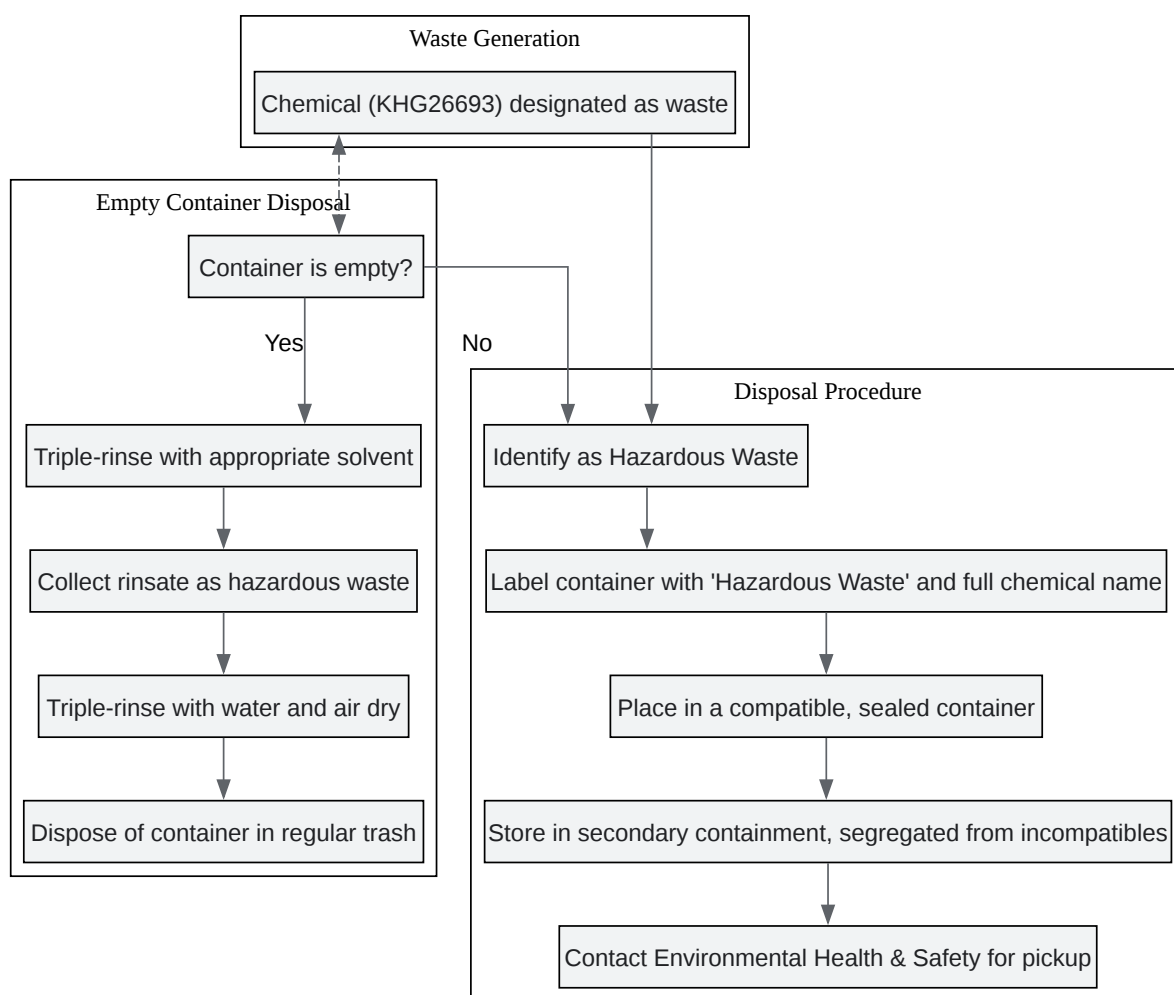 Waste Generation
Chemical (KHG26693) designated as waste
Empty Container Disposal
Container is empty?
Yes
No
Disposal Procedure
Triple-rinse with appropriate solvent
Identify as Hazardous Waste
Collect rinsate as hazardous waste
Label container with 'Hazardous Waste' and full chemical name
Triple-rinse with water and air dry
Place in a compatible, sealed container
Dispose of container in regular trash
Store in secondary containment, segregated from incompatibles
Contact Environmental Health & Safety for pickup